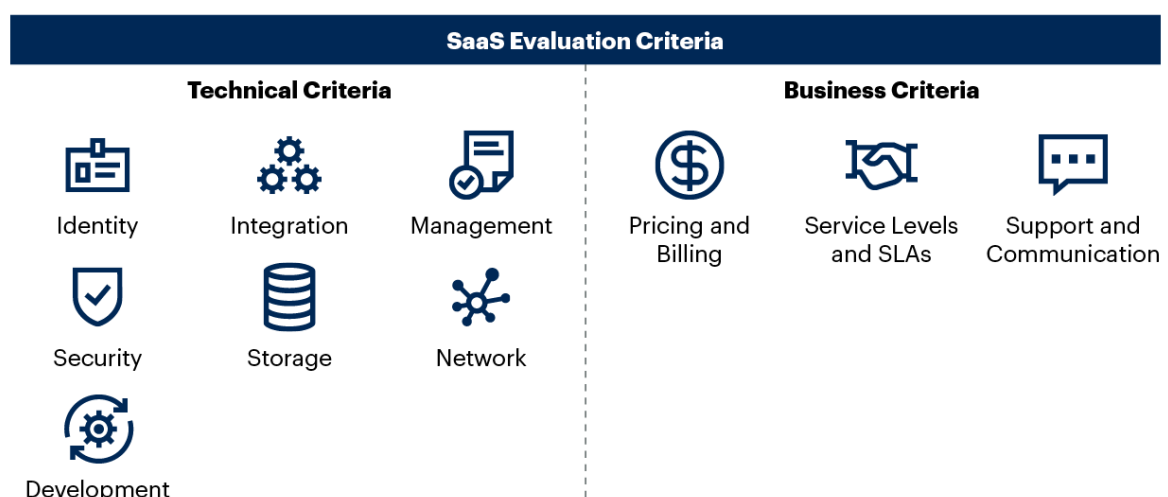 SaaS Evaluation Criteria
Technical Criteria
Business Criteria
Identity
Integration
Management
Pricing and
Billing
Service Levels
and SLAs
Support and
Communication
Security
Storage
Network
Development